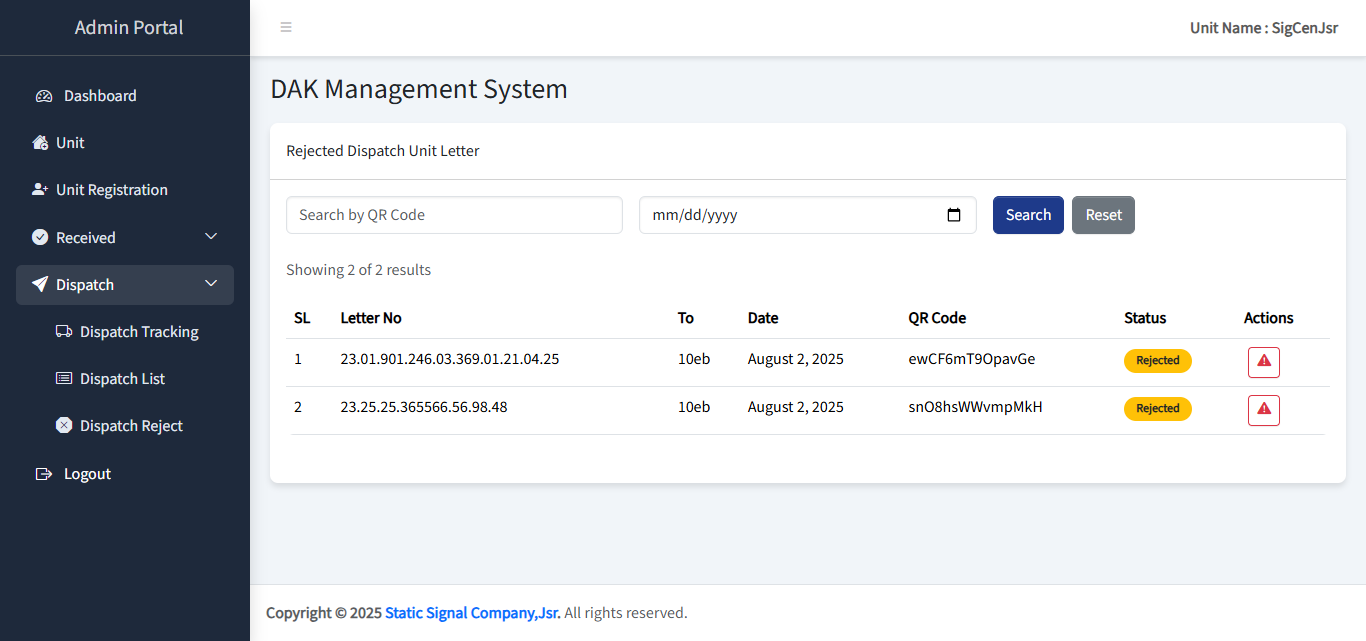 Admin Portal
Unit Name : SigCenJsr
Dashboard
Unit
Unit Registration
Received
Dispatch
Dispatch Tracking
Dispatch List
Dispatch Reject
Logout
DAK Management System
Rejected Dispatch Unit Letter
Search by QR Code mm/dd/yyyy Search Reset
Showing 2 of 2 results
SL Letter No To Date QR Code Status Actions
1 23.01.901.246.03.369.01.21.04.25 10eb August 2, 2025 ewCF6mT9OpavGe Rejected
2 23.25.25.365566.56.98.48 10eb August 2, 2025 snO8hsWWvmpMkH Rejected
Copyright © 2025 Static Signal Company,Jsr. All rights reserved.